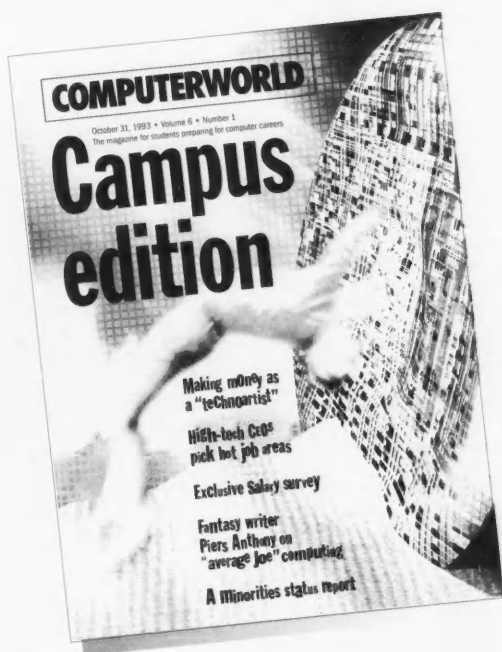 COMPUTERWORLD
October 31, 1993 • Volume 6 • Number 1
The magazine for students preparing for computer careers
Campus
edition
Making mOney as
a "teChnoartist"
HiGh-tech CEOs
pick hot job areas
Exclusive Salary survey
Fantasy writer
Piers Anthony on
"average Joe" computing
A minorities status report